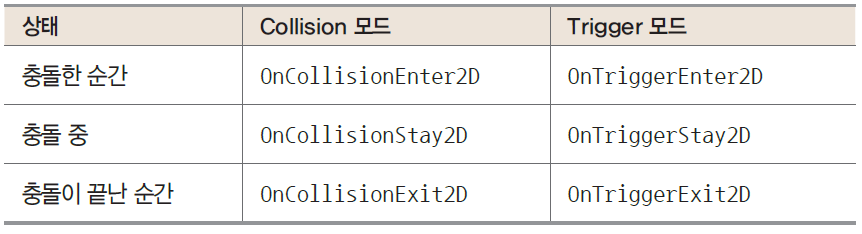 상태 Collision 모드 Trigger 모드
충돌한 순간 OnCollisionEnter2D OnTriggerEnter2D
충돌 중 OnCollisionStay2D OnTriggerStay2D
충돌이 끝난 순간 OnCollisionExit2D OnTriggerExit2D